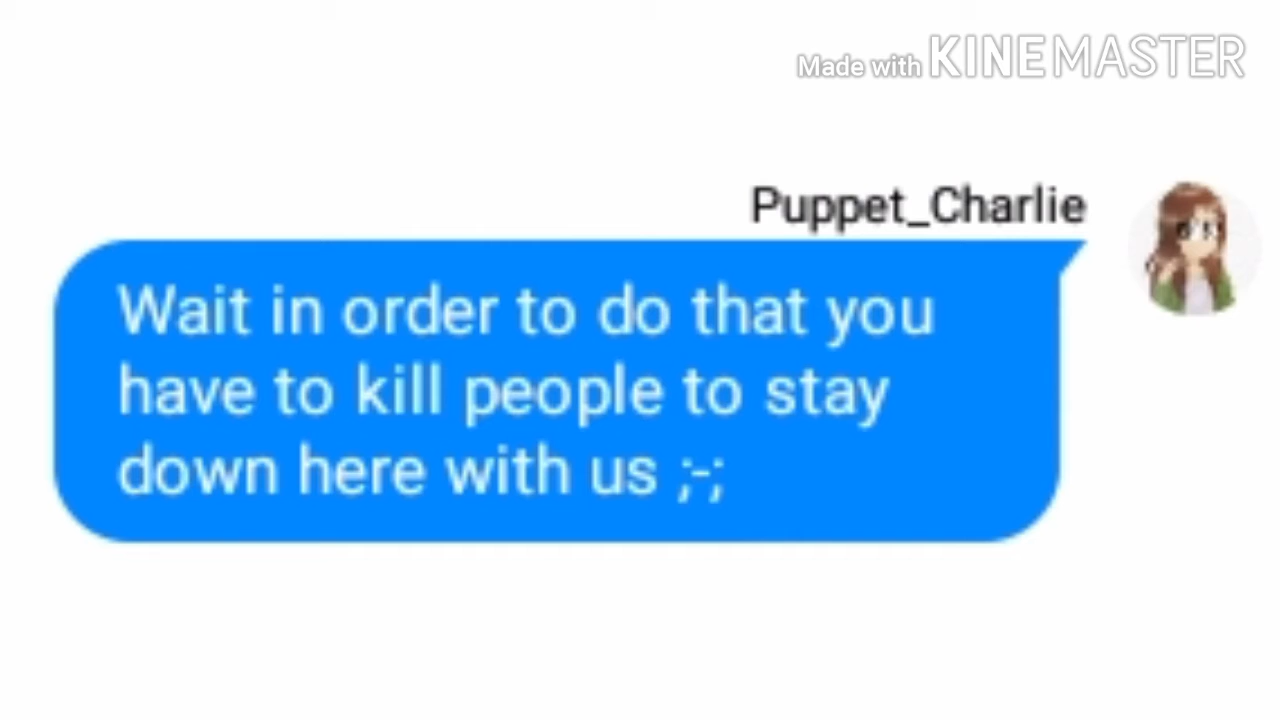 Made with KINEMASTER
Puppet_Charlie
Wait in order to do that you
have to kill people to stay
down here with us ;-;